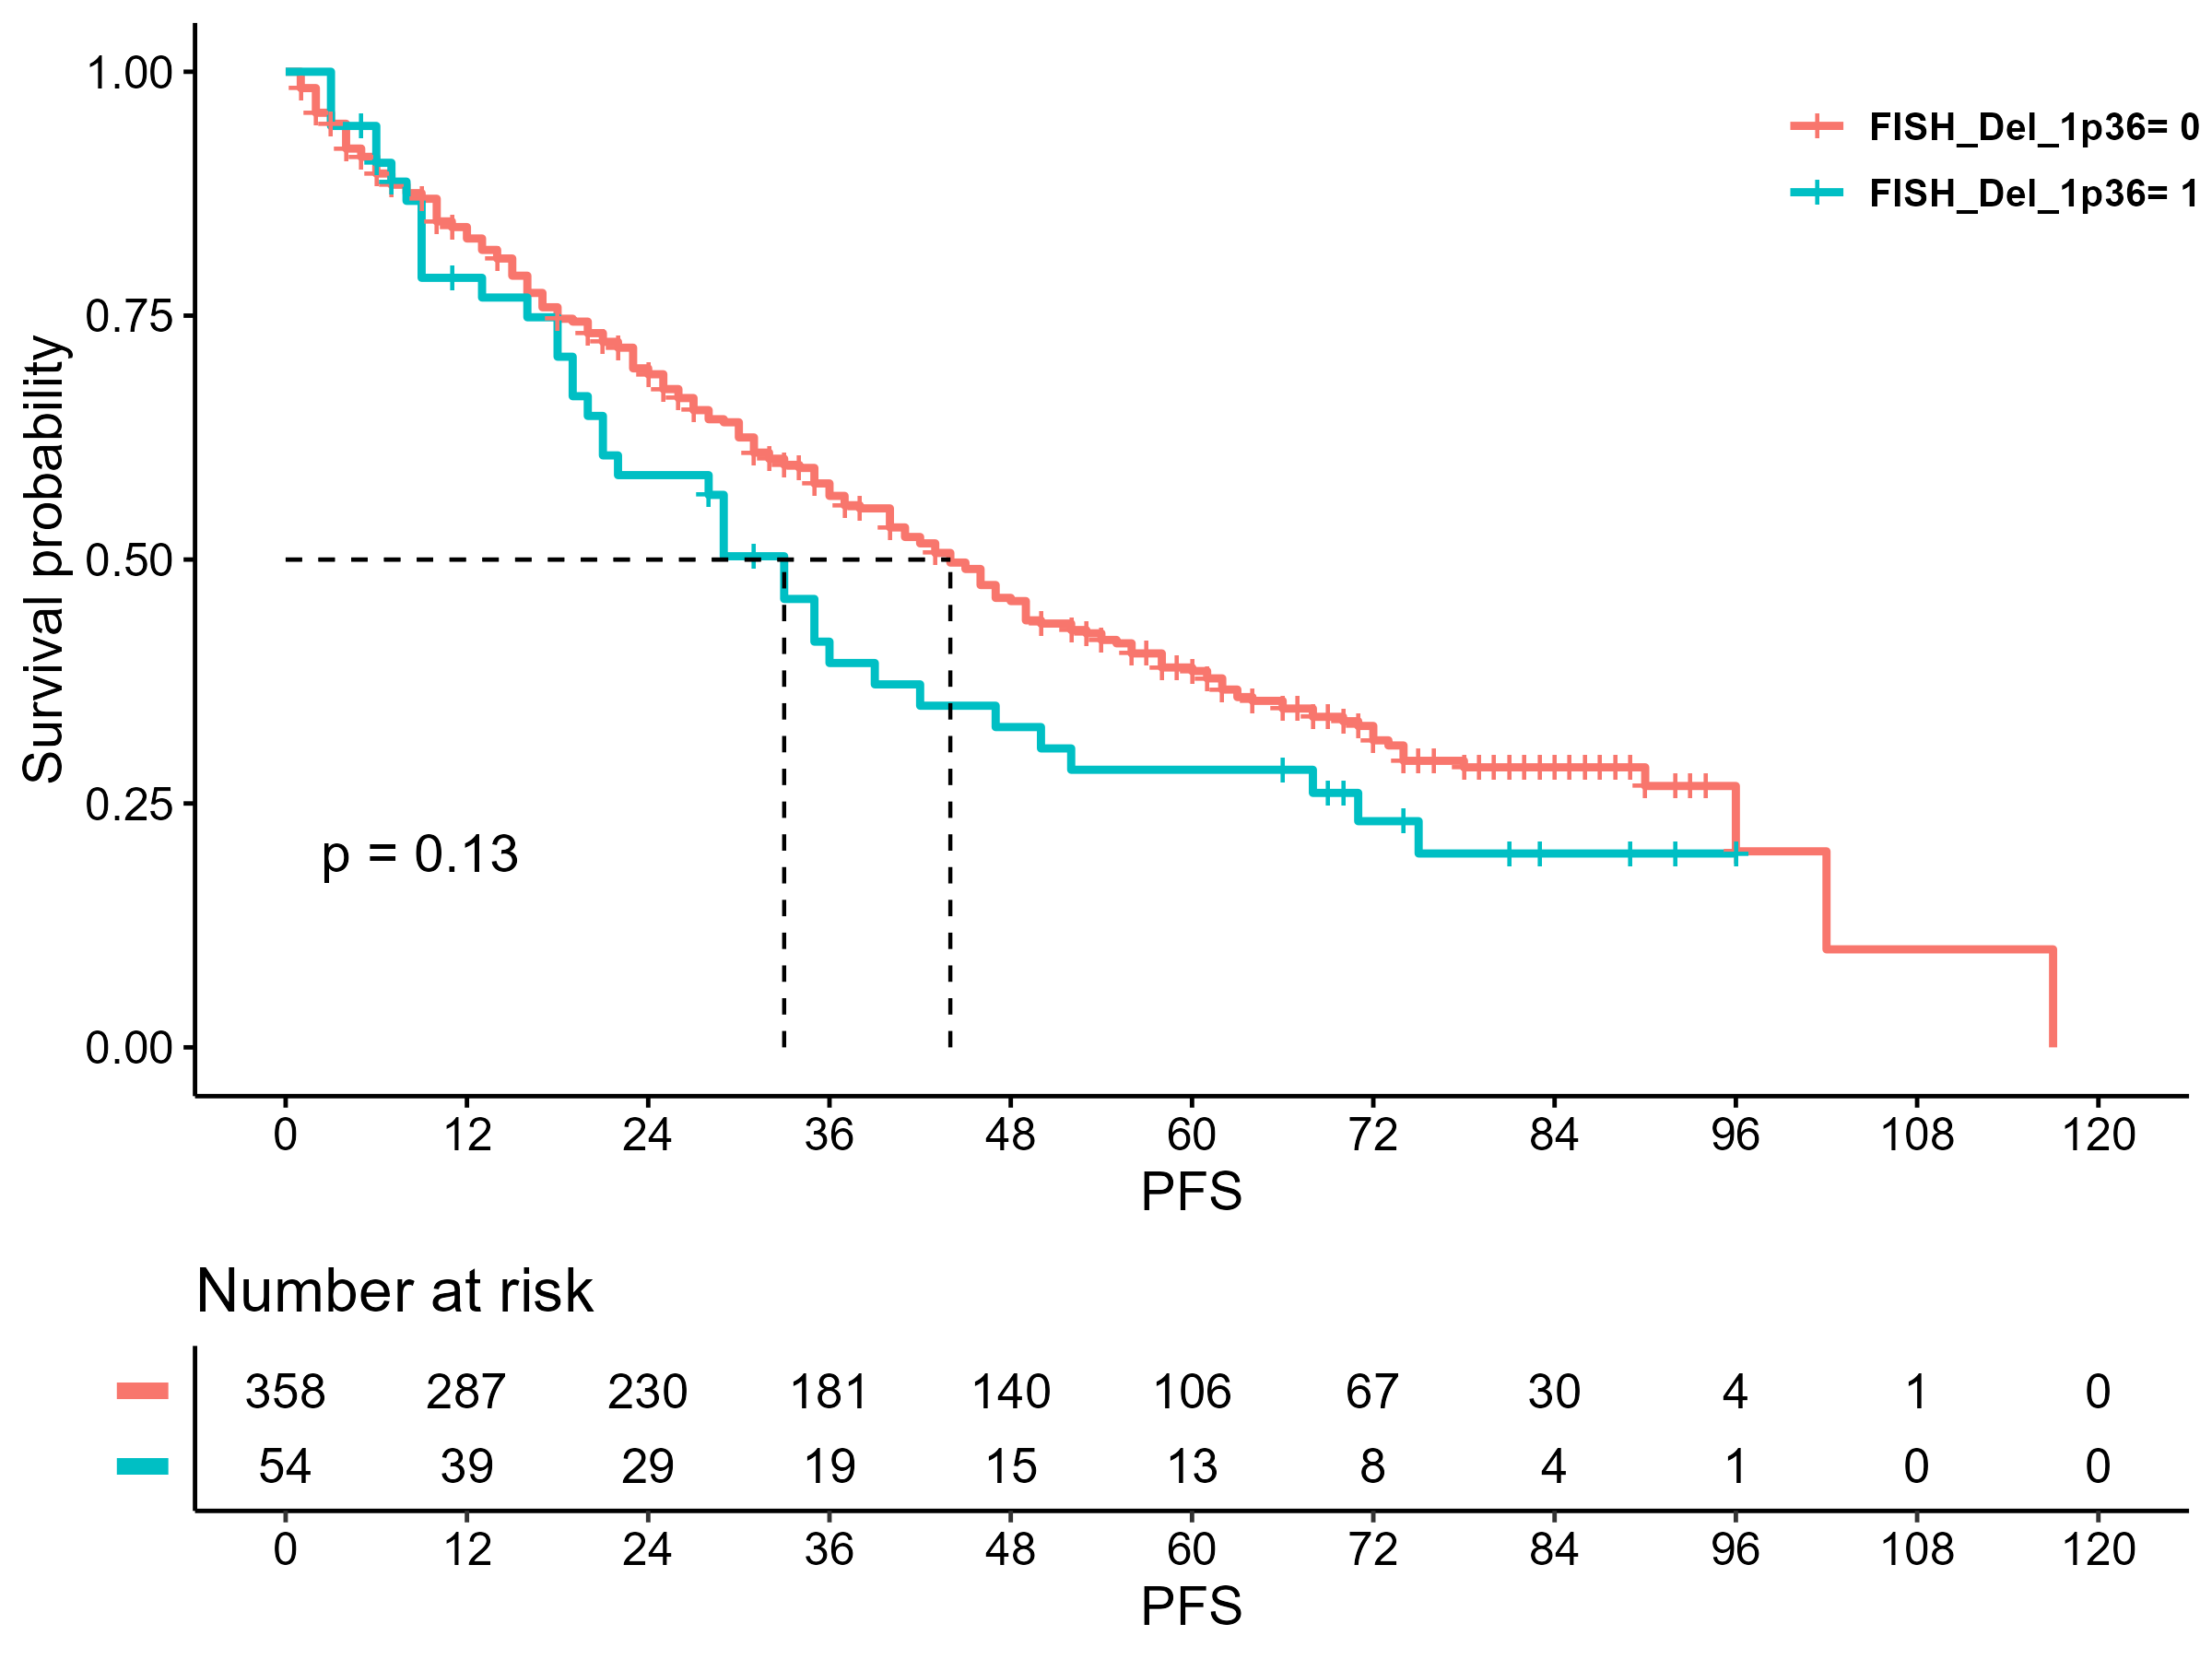 FISH_Del_1p36= 0
FISH_Del_1p36= 1
Survival probability
1.00
0.75
0.50
0.25
0.00
p = 0.13
0 12 24 36 48 60 72 84 96 108 120
PFS
Number at risk
358 287 230 181 140 106 67 30 4 1 0
54 39 29 19 15 13 8 4 1 0 0
0 12 24 36 48 60 72 84 96 108 120
PFS